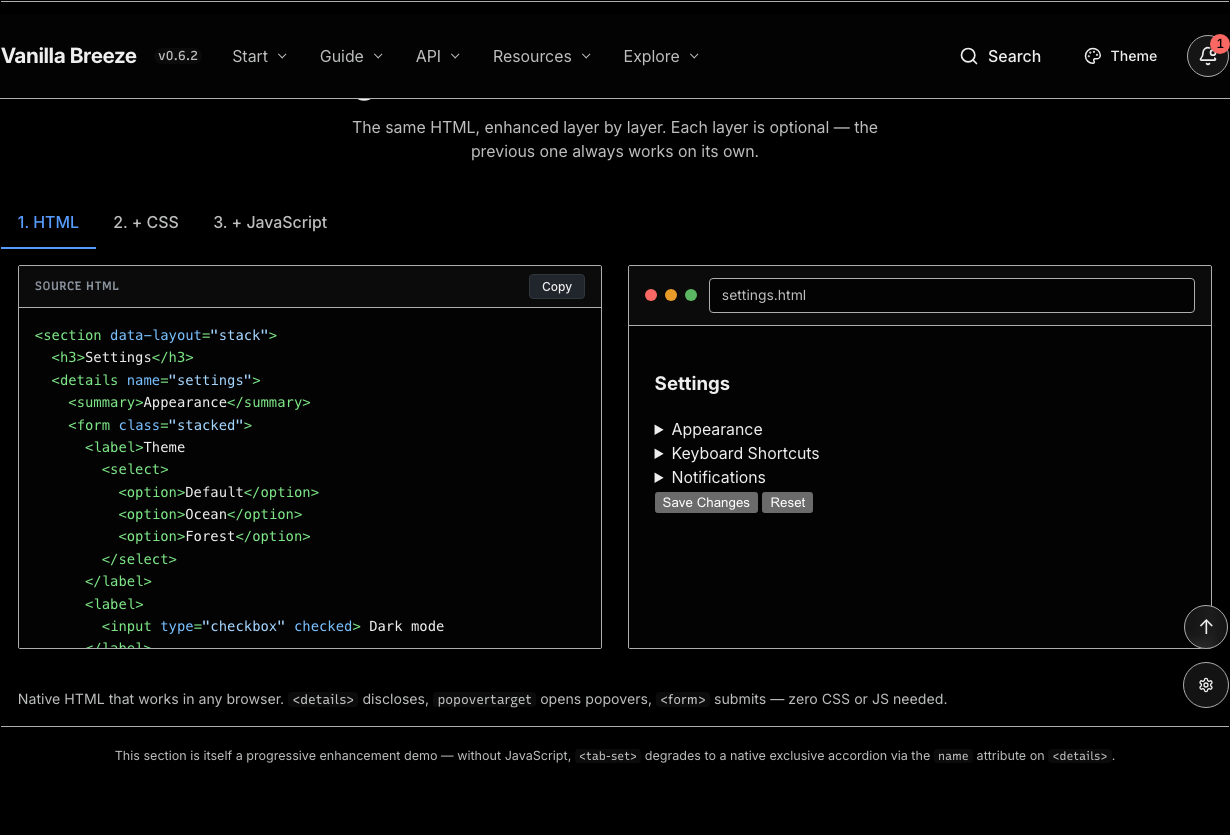 Vanilla Breeze v0.6.2 Start Guide API Resources Explore Search Theme 1
The same HTML, enhanced layer by layer. Each layer is optional — the
previous one always works on its own.
1. HTML 2. + CSS 3. + JavaScript
SOURCE HTML Copy
<section data-layout="stack">
<h3>Settings</h3>
<details name="settings">
<summary>Appearance</summary>
<form class="stacked">
<label>Theme
<select>
<option>Default</option>
<option>Ocean</option>
<option>Forest</option>
</select>
</label>
<label>
<input type="checkbox" checked> Dark mode
</label>
settings.html
Settings
Appearance
Keyboard Shortcuts
Notifications
Save Changes Reset
Native HTML that works in any browser. <details> discloses, popovertarget opens popovers, <form> submits — zero CSS or JS needed.
This section is itself a progressive enhancement demo — without JavaScript, <tab-set> degrades to a native exclusive accordion via the name attribute on <details>.